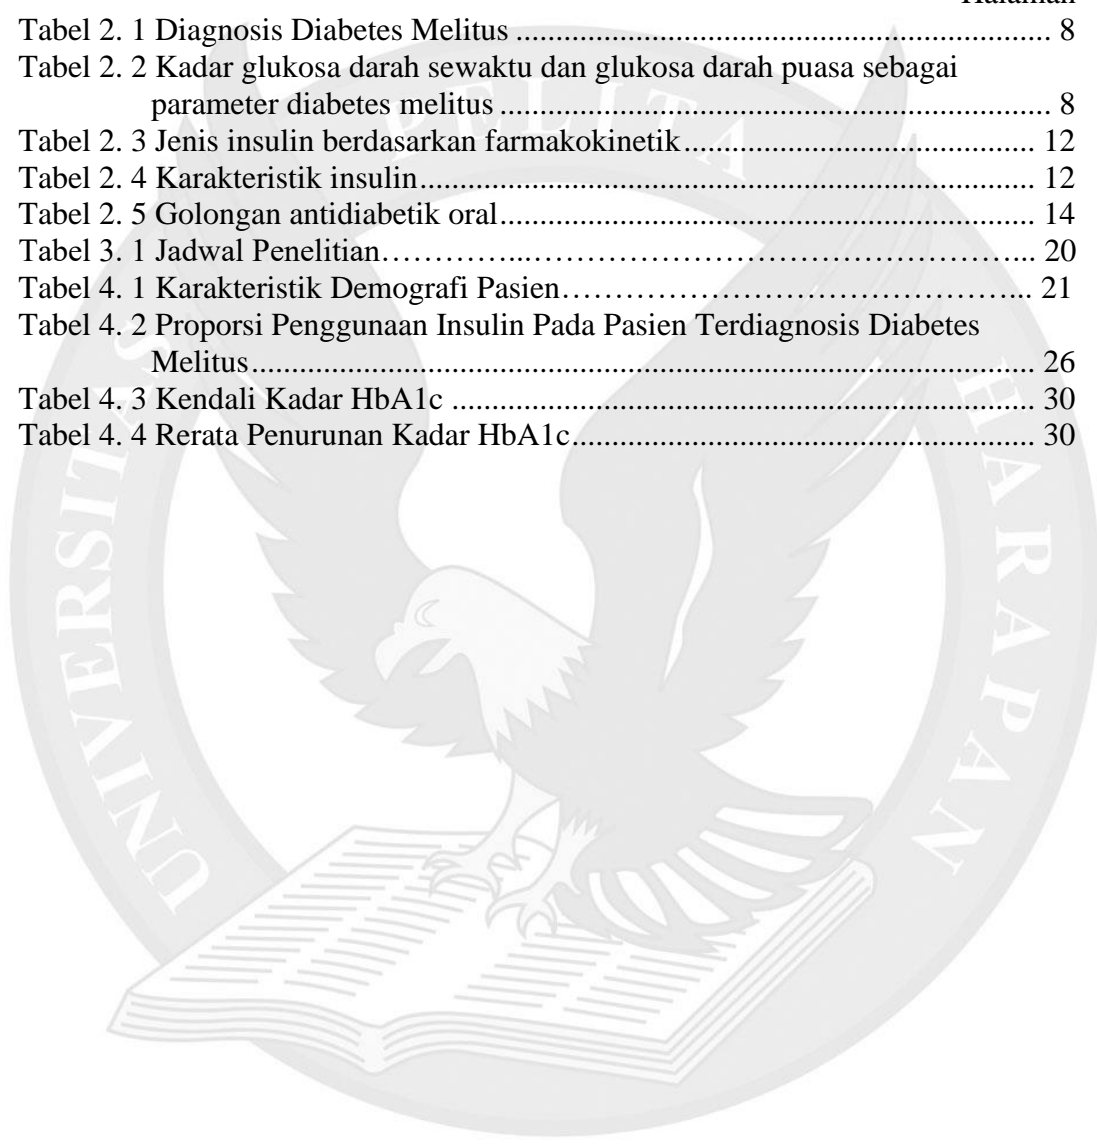 Halaman
Tabel 2. 1 Diagnosis Diabetes Melitus .................................................................. 8
Tabel 2. 2 Kadar glukosa darah sewaktu dan glukosa darah puasa sebagai
parameter diabetes melitus .................................................................... 8
Tabel 2. 3 Jenis insulin berdasarkan farmakokinetik........................................... 12
Tabel 2. 4 Karakteristik insulin............................................................................ 12
Tabel 2. 5 Golongan antidiabetik oral.................................................................. 14
Tabel 3. 1 Jadwal Penelitian…………..……………………………………….. 20
Tabel 4. 1 Karakteristik Demografi Pasien…………………………………... 21
Tabel 4. 2 Proporsi Penggunaan Insulin Pada Pasien Terdiagnosis Diabetes
Melitus.................................................................................................. 26
Tabel 4. 3 Kendali Kadar HbA1c ........................................................................ 30
Tabel 4. 4 Rerata Penurunan Kadar HbA1c......................................................... 30
UNIVERSITAS PELITA HARAPAN